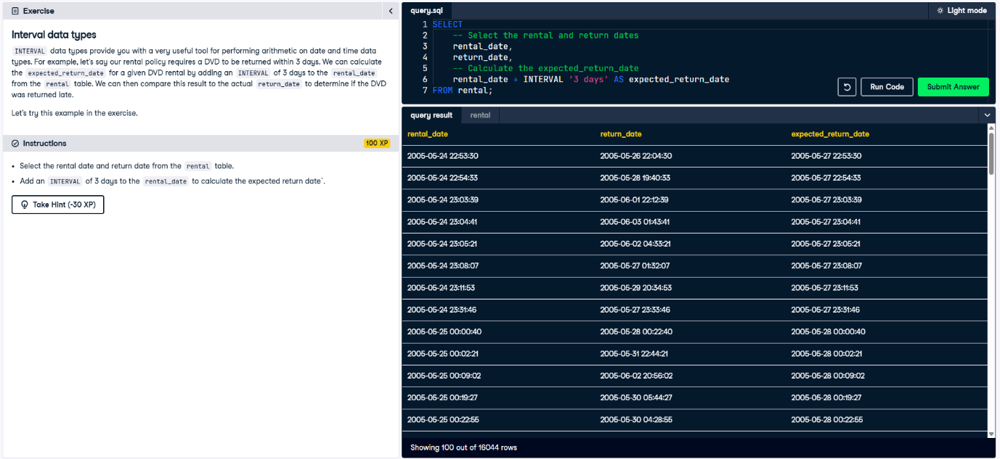 Exercise
Interval data types
INTERVAL data types provide you with a very useful tool for performing arithmetic on date and time data
types. For example, let's say our rental policy requires a DVD to be returned within 3 days. We can calculate
the expected_return_date for a given DVD rental by adding an INTERVAL of 3 days to the rental_date
from the rental table. We can then compare this result to the actual return_date to determine if the DVD
was returned late.
Let's try this example in the exercise.
Instructions
100 XP
• Select the rental date and return date from the rental table.
• Add an INTERVAL of 3 days to the rental_date to calculate the expected return date`.
Take Hint (-30 XP)
query.sql
Light mode
1 SELECT
2 -- Select the rental and return dates
3 rental_date,
4 return_date,
5 -- Calculate the expected_return_date
6 rental_date + INTERVAL '3 days' AS expected_return_date
7 FROM rental;
Run Code
Submit Answer
query result rental
rental_date return_date expected_return_date
2005-05-24 22:53:30 2005-05-26 22:04:30 2005-05-27 22:53:30
2005-05-24 22:54:33 2005-05-28 19:40:33 2005-05-27 22:54:33
2005-05-24 23:03:39 2005-06-01 22:12:39 2005-05-27 23:03:39
2005-05-24 23:04:41 2005-06-03 01:43:41 2005-05-27 23:04:41
2005-05-24 23:05:21 2005-06-02 04:33:21 2005-05-27 23:05:21
2005-05-24 23:08:07 2005-05-27 01:32:07 2005-05-27 23:08:07
2005-05-24 23:11:53 2005-05-29 20:34:53 2005-05-27 23:11:53
2005-05-24 23:31:46 2005-05-27 23:33:46 2005-05-27 23:31:46
2005-05-25 00:00:40 2005-05-28 00:22:40 2005-05-28 00:00:40
2005-05-25 00:02:21 2005-05-31 22:44:21 2005-05-28 00:02:21
2005-05-25 00:09:02 2005-06-02 20:56:02 2005-05-28 00:09:02
2005-05-25 00:19:27 2005-05-30 05:44:27 2005-05-28 00:19:27
2005-05-25 00:22:55 2005-05-30 04:28:55 2005-05-28 00:22:55
Showing 100 out of 16044 rows